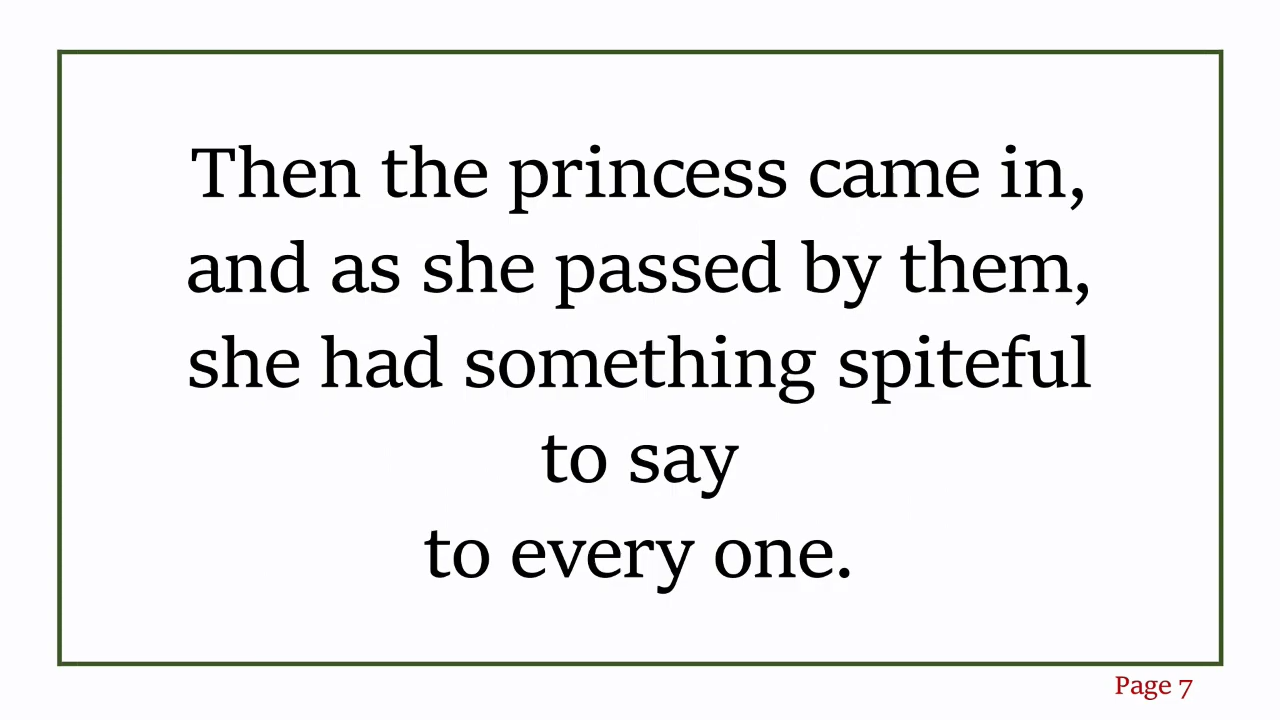 Then the princess came in,
and as she passed by them,
she had something spiteful
to say
to every one.
Page 7